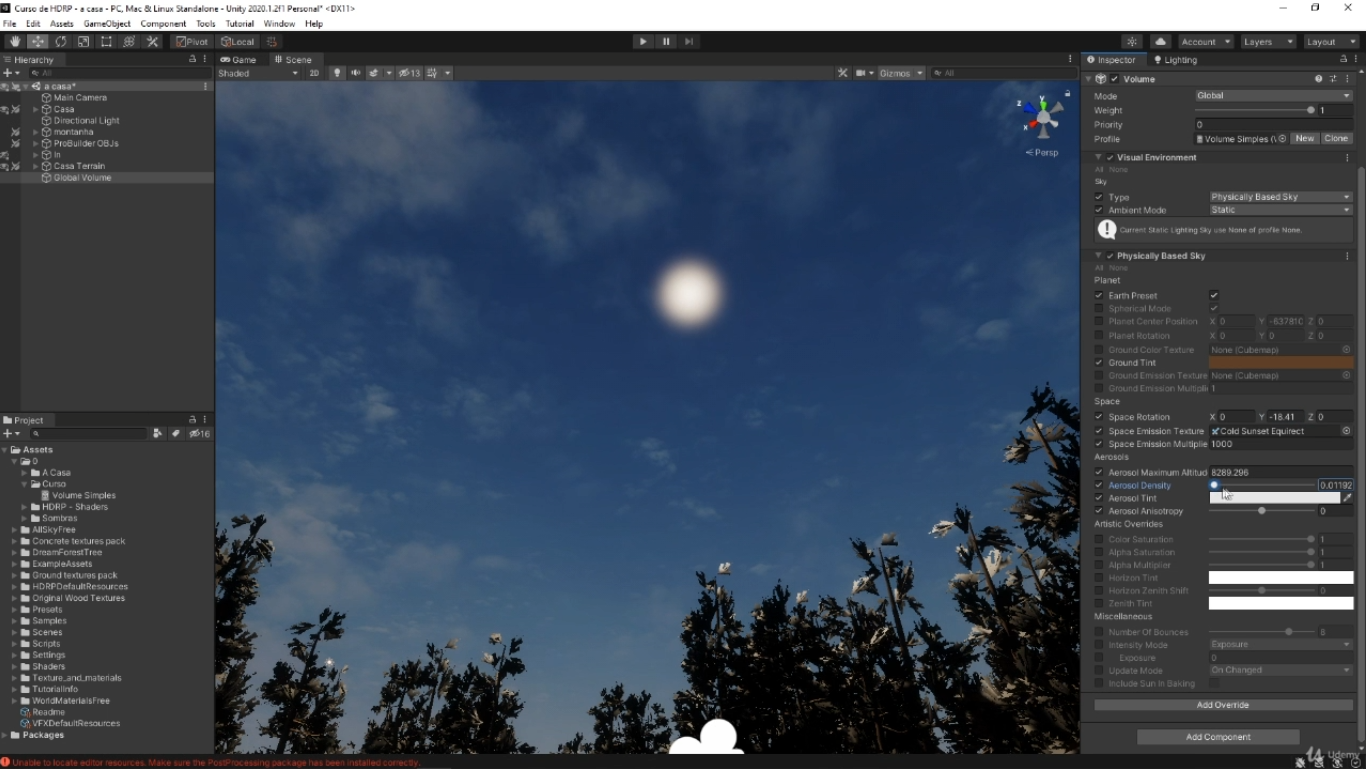 Curso de HDRP - a casa - PC, Mac & Linux Standalone - Unity 2020.1.2f1 Personal* <DX11>
File Edit Assets GameObject Component Tools Tutorial Window Help
Pivot Local Account Layers Layout
Hierarchy
All
a casa*
Main Camera
Casa
Directional Light
montanha
ProBuilder OBJs
In
Casa Terrain
Global Volume
Game Scene
Shaded 2D 13 Gizmos All
y
z
x
Persp
Project
16
Assets
0
A Casa
Curso
Volume Simples
HDRP - Shaders
Sombras
AllSkyFree
Concrete textures pack
DreamForestTree
ExampleAssets
Ground textures pack
HDRPDefaultResources
Original Wood Textures
Presets
Samples
Scenes
Scripts
Settings
Shaders
Texture_and_materials
TutorialInfo
WorldMaterialsFree
Readme
VFXDefaultResources
Packages
Inspector Lighting
Volume
Mode Global
Weight 1
Priority 0
Profile Volume Simples (V New Clone
Visual Environment
All None
Sky
Type Physically Based Sky
Ambient Mode Static
Current Static Lighting Sky use None of profile None.
Physically Based Sky
All None
Planet
Earth Preset
Spherical Mode
Planet Center Position X 0 Y -637810 Z 0
Planet Rotation X 0 Y 0 Z 0
Ground Color Texture None (Cubemap)
Ground Tint
Ground Emission Texture None (Cubemap)
Ground Emission Multipli 1
Space
Space Rotation X 0 Y -18.41 Z 0
Space Emission Texture Cold Sunset Equirect
Space Emission Multiplie 1000
Aerosols
Aerosol Maximum Altitud 8289.296
Aerosol Density 0.01192
Aerosol Tint
Aerosol Anisotropy 0
Artistic Overrides
Color Saturation 1
Alpha Saturation 1
Alpha Multiplier 1
Horizon Tint
Horizon Zenith Shift 0
Zenith Tint
Miscellaneous
Number Of Bounces 8
Intensity Mode Exposure
Exposure 0
Update Mode On Changed
Include Sun In Baking
Add Override
Add Component
Udemy
Unable to locate editor resources. Make sure the PostProcessing package has been installed correctly.